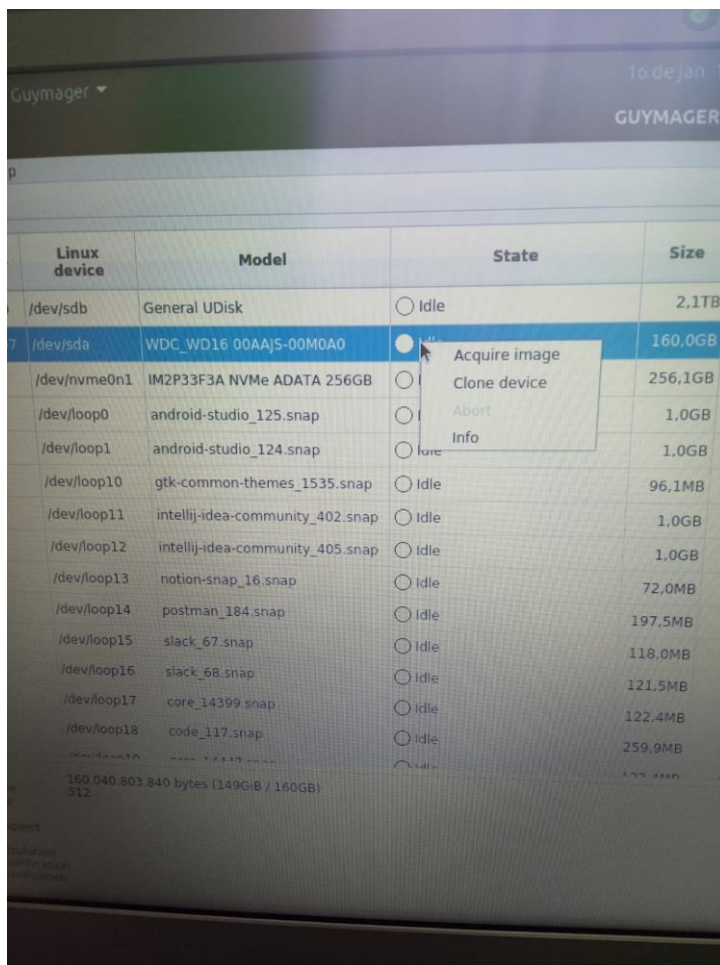 Guymager
16 de jan
GUYMAGER
p
Linux device Model State Size
/dev/sdb General UDisk Idle 2,1TB
7 /dev/sda WDC_WD16 00AAJS-00M0A0 160,0GB
/dev/nvme0n1 IM2P33F3A NVMe ADATA 256GB 256,1GB
/dev/loop0 android-studio_125.snap 1,0GB
/dev/loop1 android-studio_124.snap Idle 1,0GB
Acquire image
Clone device
Abort
Info
/dev/loop10 gtk-common-themes_1535.snap Idle 96,1MB
/dev/loop11 intellij-idea-community_402.snap Idle 1,0GB
/dev/loop12 intellij-idea-community_405.snap Idle 1,0GB
/dev/loop13 notion-snap_16.snap Idle 72,0MB
/dev/loop14 postman_184.snap Idle 197,5MB
/dev/loop15 slack_67.snap Idle 118,0MB
/dev/loop16 slack_68.snap Idle 121,5MB
/dev/loop17 core_14399.snap Idle 122,4MB
/dev/loop18 code_117.snap Idle 259,9MB
160.040.803.840 bytes (149GiB / 160GB)
512